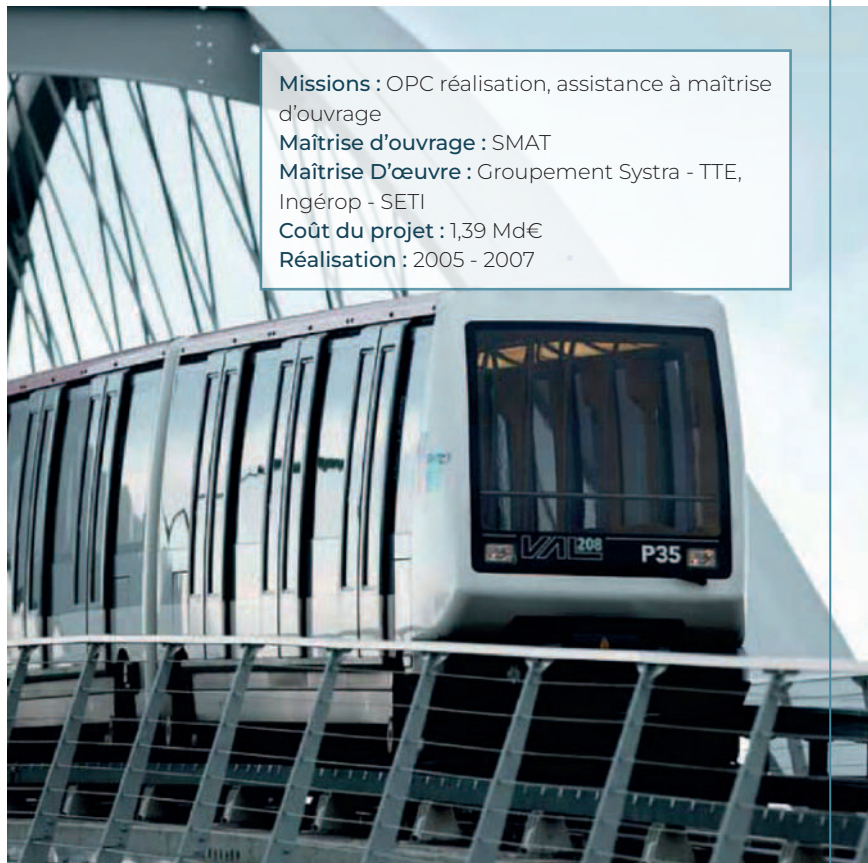 Missions : OPC réalisation, assistance à maîtrise
d'ouvrage
Maîtrise d'ouvrage : SMAT
Maîtrise D'œuvre : Groupement Systra - TTE,
Ingérop - SETI
Coût du projet : 1,39 Md€
Réalisation : 2005 - 2007
VAL 208
P35